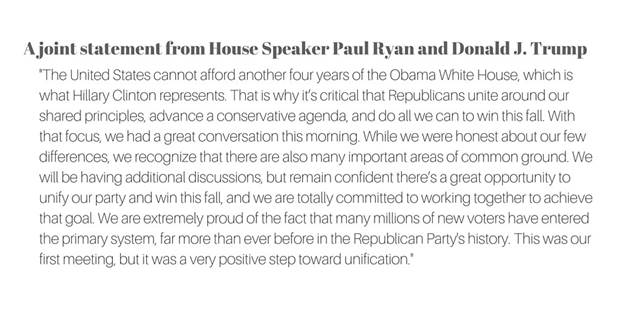 A joint statement from House Speaker Paul Ryan and Donald J. Trump
"The United States cannot afford another four years of the Obama White House, which is
what Hillary Clinton represents. That is why it's critical that Republicans unite around our
shared principles, advance a conservative agenda, and do all we can to win this fall. With
that focus, we had a great conversation this morning. While we were honest about our few
differences, we recognize that there are also many important areas of common ground. We
will be having additional discussions, but remain confident there's a great opportunity to
unify our party and win this fall, and we are totally committed to working together to achieve
that goal. We are extremely proud of the fact that many millions of new voters have entered
the primary system, far more than ever before in the Republican Party's history. This was our
first meeting, but it was a very positive step toward unification."